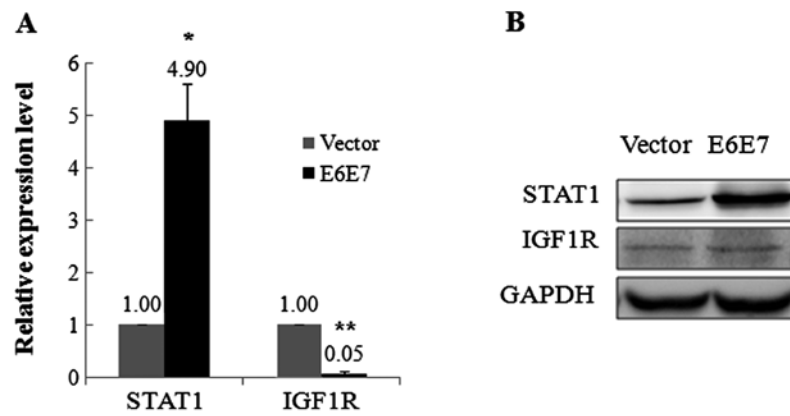 A
Relative expression level
6
5
4
3
2
1
0
*
4.90
1.00
1.00
**
0.05
STAT1
IGF1R
Vector
E6E7
B
Vector E6E7
STAT1
IGF1R
GAPDH